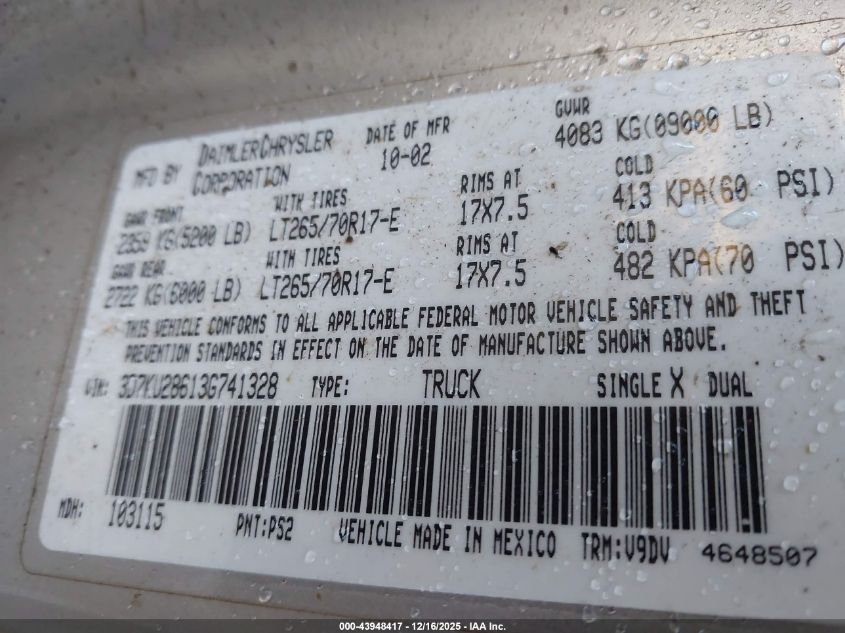 MFD BY DAIMLERCHRYSLER CORPORATION DATE OF MFR 10-02 GVWR 4083 KG(09000 LB)
GAWR FRONT WITH TIRES RIMS AT COLD
2359 KG(5200 LB) LT265/70R17-E 17X7.5 413 KPA(60 PSI)
GAWR REAR WITH TIRES RIMS AT COLD
2722 KG(6000 LB) LT265/70R17-E 17X7.5 482 KPA(70 PSI)
THIS VEHICLE CONFORMS TO ALL APPLICABLE FEDERAL MOTOR VEHICLE SAFETY AND THEFT
PREVENTION STANDARDS IN EFFECT ON THE DATE OF MANUFACTURE SHOWN ABOVE.
VIN: 3D7KU28613G741328 TYPE: TRUCK SINGLE X DUAL
MDH: 103115 PNT:PS2 VEHICLE MADE IN MEXICO TRM:V9DV 4648507
000-43948417 - 12/16/2025 - IAA Inc.